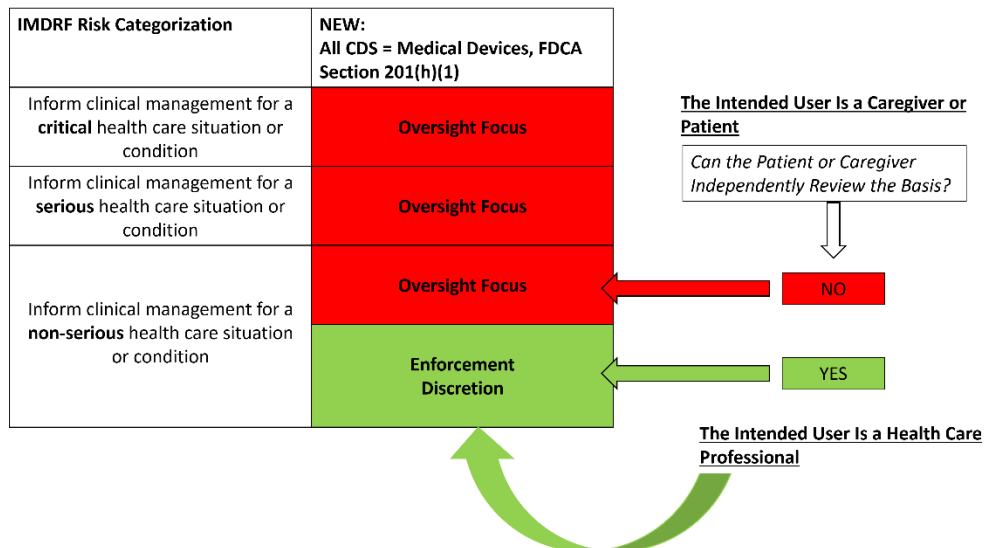 IMDRF Risk Categorization
NEW:
All CDS = Medical Devices, FDCA
Section 201(h)(1)
Inform clinical management for a
critical health care situation or
condition
Oversight Focus
Inform clinical management for a
serious health care situation or
condition
Oversight Focus
Inform clinical management for a
non-serious health care situation
or condition
Oversight Focus
Enforcement
Discretion
The Intended User Is a Caregiver or
Patient
Can the Patient or Caregiver
Independently Review the Basis?
NO
YES
The Intended User Is a Health Care
Professional